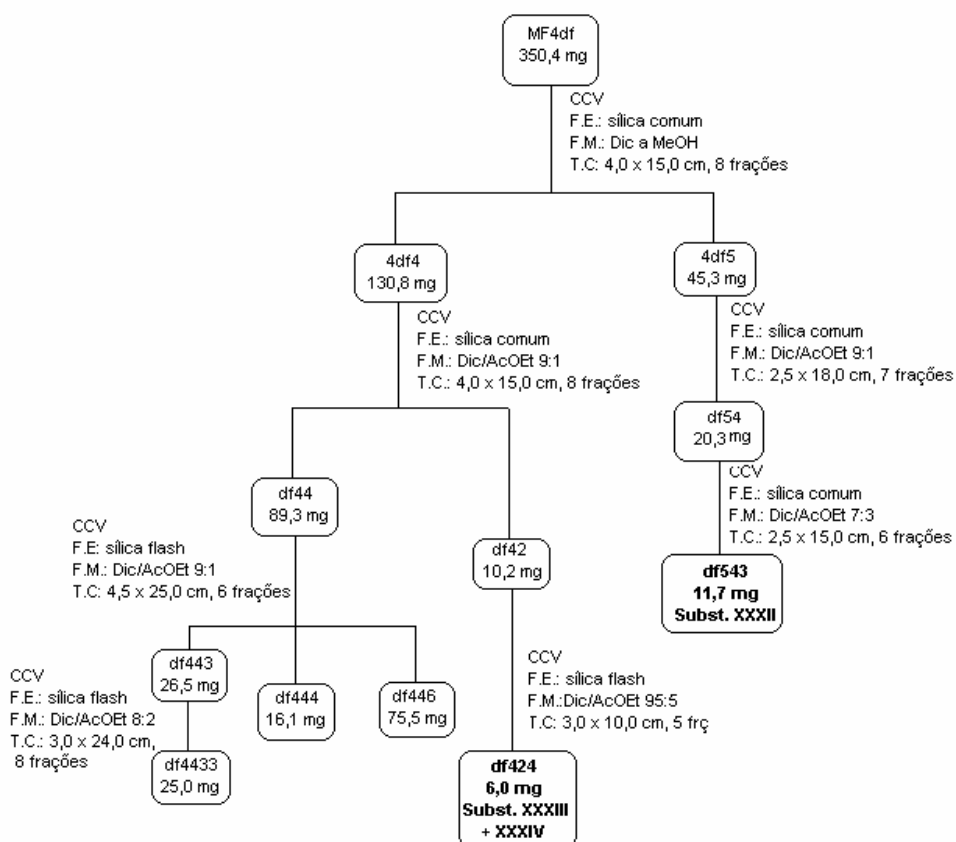 MF4df
350,4 mg
CCV
F.E.: sílica comum
F.M.: Dic a MeOH
T.C: 4,0 x 15,0 cm, 8 frações
4df4
130,8 mg
4df5
45,3 mg
CCV
F.E.: sílica comum
F.M.: Dic/AcOEt 9:1
T.C.: 4,0 x 15,0 cm, 8 frações
CCV
F.E.: sílica comum
F.M.: Dic/AcOEt 9:1
T.C.: 2,5 x 18,0 cm, 7 frações
df54
20,3 mg
CCV
F.E.: sílica comum
F.M.: Dic/AcOEt 7:3
T.C.: 2,5 x 15,0 cm, 6 frações
df44
89,3 mg
df42
10,2 mg
df543
11,7 mg
Subst. XXXII
CCV
F.E: sílica flash
F.M.: Dic/AcOEt 9:1
T.C: 4,5 x 25,0 cm, 6 frações
df443
26,5 mg
df444
16,1 mg
df446
75,5 mg
CCV
F.E.: sílica flash
F.M.: Dic/AcOEt 8:2
T.C.: 3,0 x 24,0 cm,
8 frações
df4433
25,0 mg
CCV
F.E.: sílica flash
F.M.:Dic/AcOEt 95:5
T.C: 3,0 x 10,0 cm, 5 frç
df424
6,0 mg
Subst. XXXIII
+ XXXIV